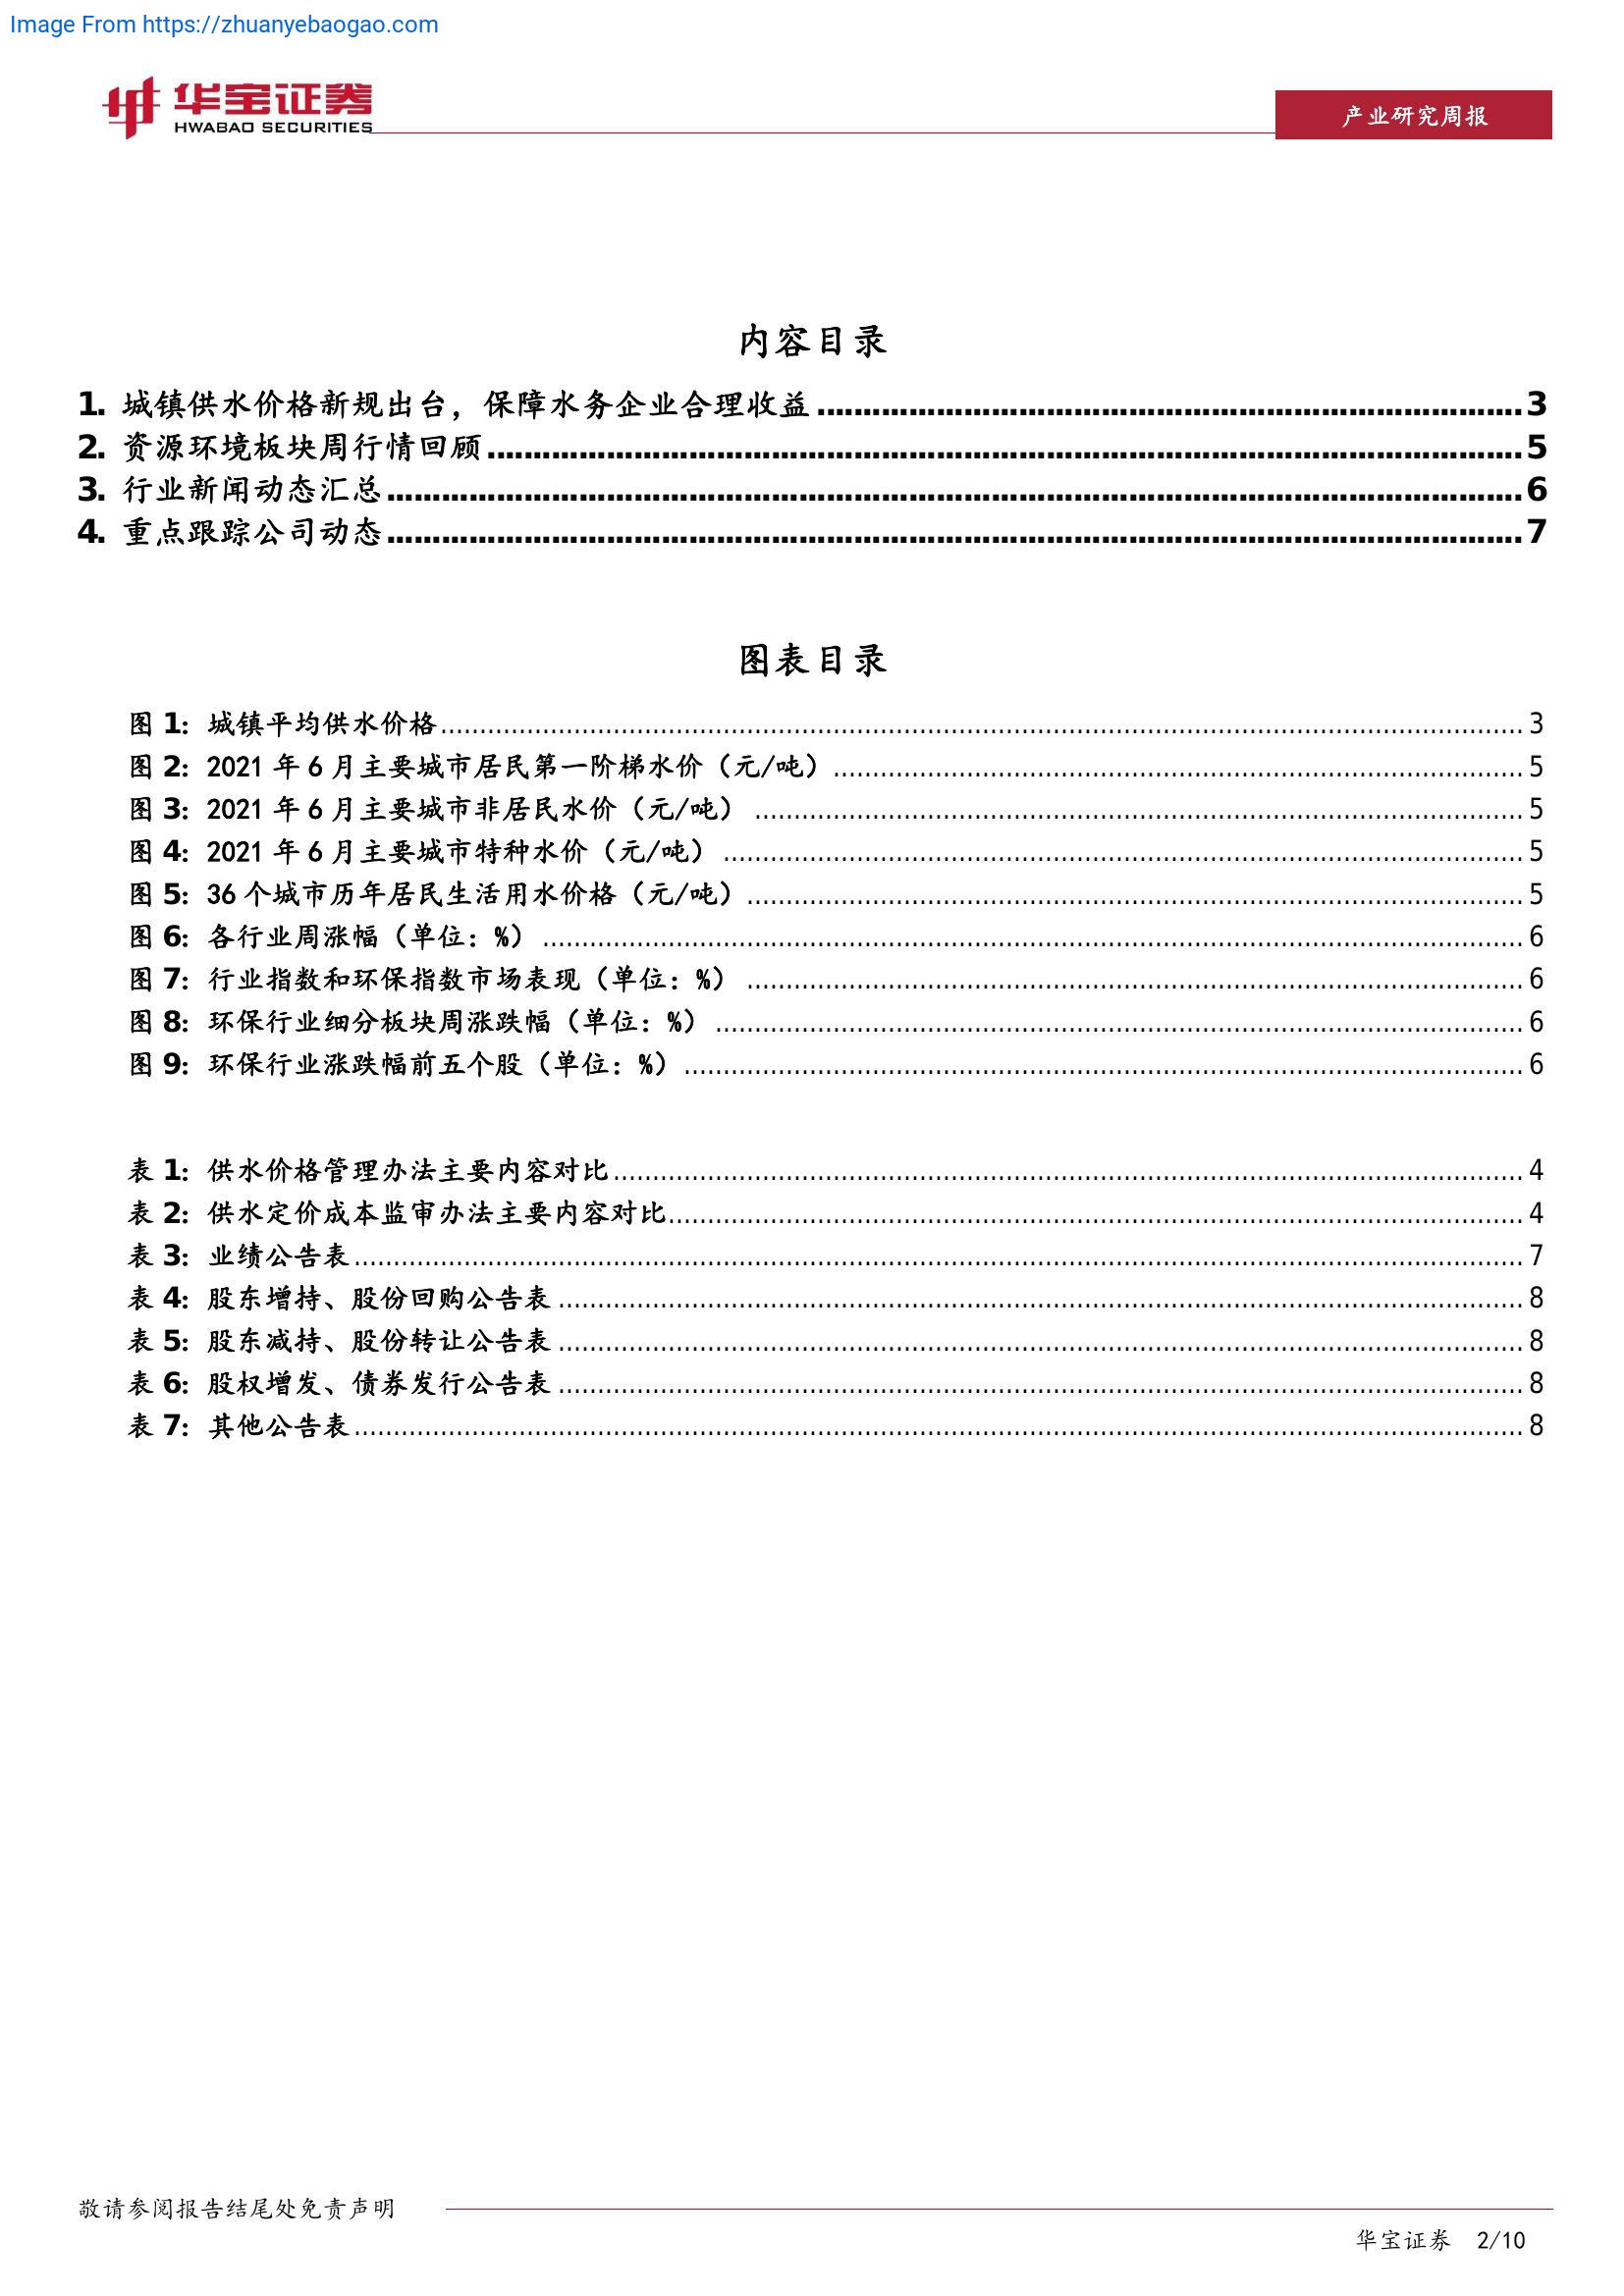 Image From https://zhuanyebaogao.com
华宝证券
HWABAO SECURITIES
产业研究周报
内容目录
1. 城镇供水价格新规出台，保障水务企业合理收益........................................3
2. 资源环境板块周行情回顾........................................5
3. 行业新闻动态汇总........................................6
4. 重点跟踪公司动态........................................7
图表目录
图 1: 城镇平均供水价格........................................3
图 2: 2021 年 6 月主要城市居民第一阶梯水价（元/吨）........................................5
图 3: 2021 年 6 月主要城市非居民水价（元/吨）........................................5
图 4: 2021 年 6 月主要城市特种水价（元/吨）........................................5
图 5: 36 个城市历年居民生活用水价格（元/吨）........................................5
图 6: 各行业周涨幅（单位：%）........................................6
图 7: 行业指数和环保指数市场表现（单位：%）........................................6
图 8: 环保行业细分板块周涨跌幅（单位：%）........................................6
图 9: 环保行业涨跌幅前五个股（单位：%）........................................6
表 1: 供水价格管理办法主要内容对比........................................4
表 2: 供水定价成本监审办法主要内容对比........................................4
表 3: 业绩公告表........................................7
表 4: 股东增持、股份回购公告表........................................8
表 5: 股东减持、股份转让公告表........................................8
表 6: 股权增发、债券发行公告表........................................8
表 7: 其他公告表........................................8
敬请参阅报告结尾处免责声明
华宝证券 2/10